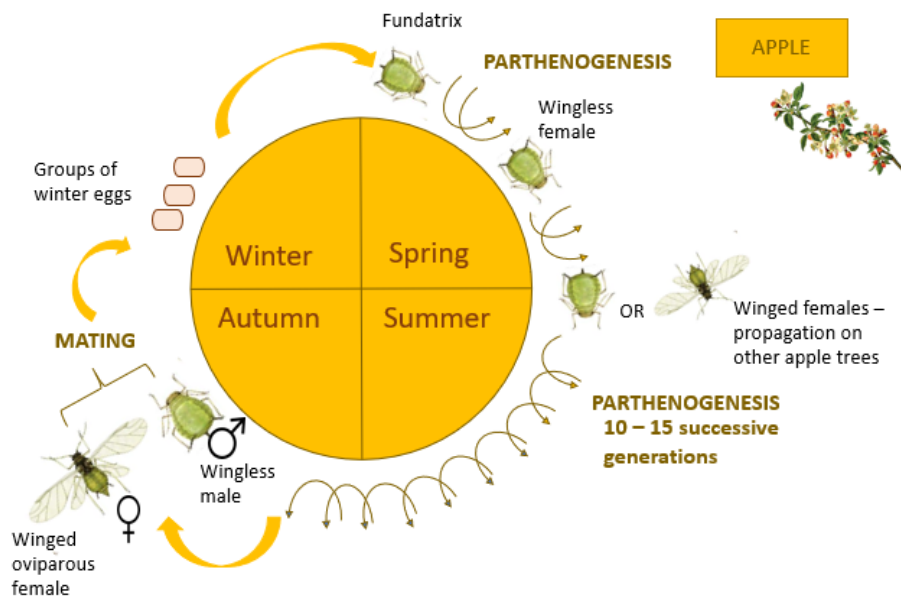 Fundatrix
PARTHENOGENESIS
APPLE
Wingless
female
Groups of
winter eggs
Winter
Spring
Autumn
Summer
OR
Winged females –
propagation on
other apple trees
MATING
PARTHENOGENESIS
10 – 15 successive
generations
♂
Wingless
male
♀
Winged
oviparous
female